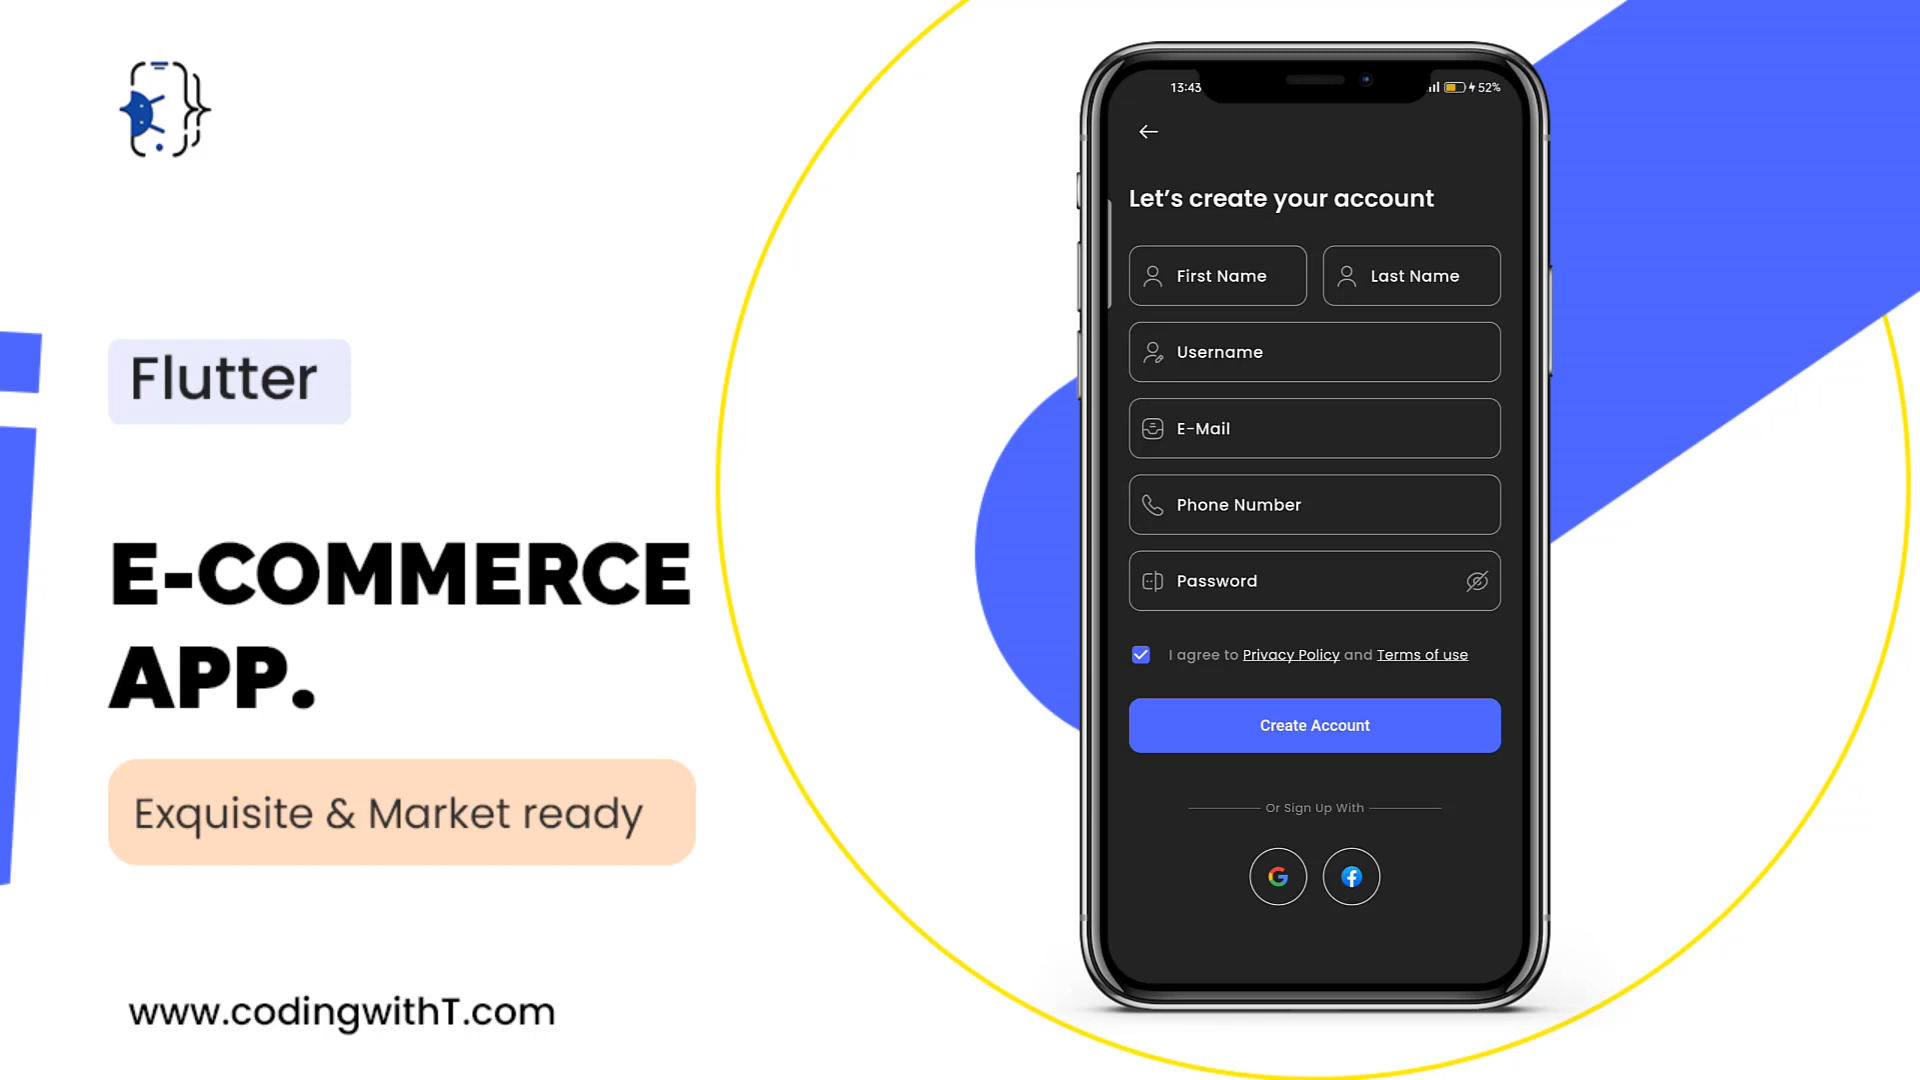 Flutter
E-COMMERCE
APP.
Exquisite & Market ready
www.codingwithT.com
13:43
52%
Let’s create your account
First Name
Last Name
Username
E-Mail
Phone Number
Password
I agree to Privacy Policy and Terms of use
Create Account
Or Sign Up With